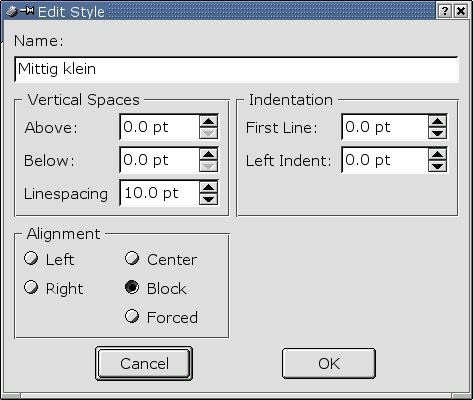 Edit Style
Name:
Mittig klein
Vertical Spaces
Above: 0.0 pt
Below: 0.0 pt
Linespacing 10.0 pt
Indentation
First Line: 0.0 pt
Left Indent: 0.0 pt
Alignment
Left Center
Right Block
Forced
Cancel OK